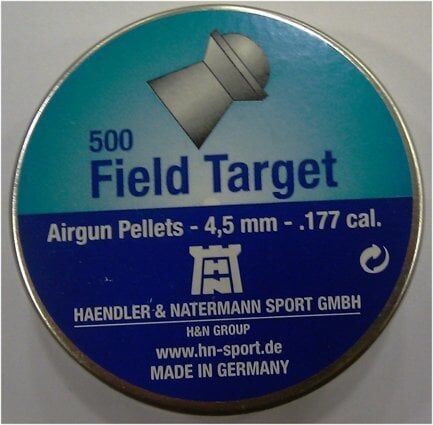 500
Field Target
Airgun Pellets - 4,5 mm - .177 cal.
HN
HAENDLER & NATERMANN SPORT GMBH
H&N GROUP
www.hn-sport.de
MADE IN GERMANY